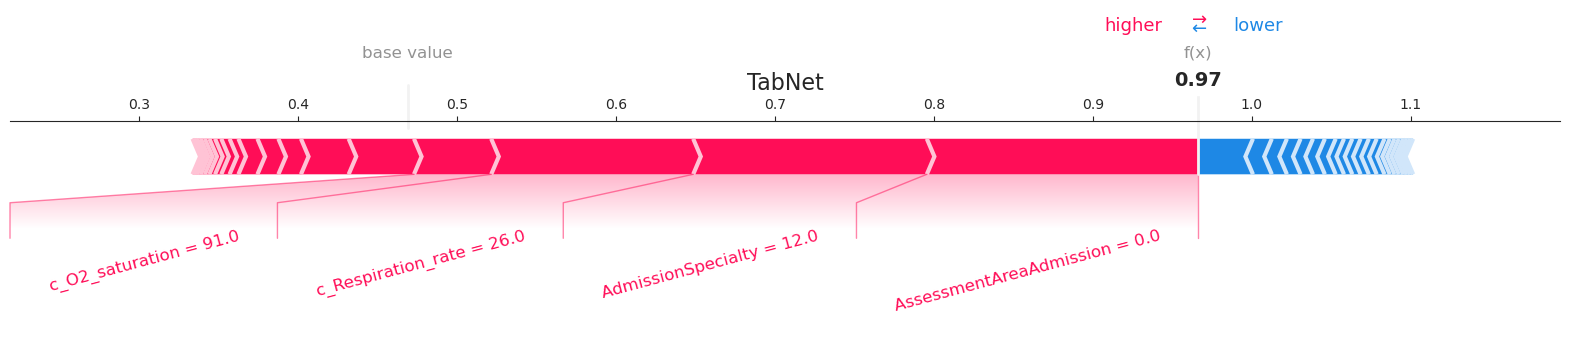 higher → lower
←
base value f(x)
TabNet 0.97
0.3 0.4 0.5 0.6 0.7 0.8 0.9 1.0 1.1
c_O2_saturation = 91.0
c_Respiration_rate = 26.0
AdmissionSpecialty = 12.0
AssessmentAreaAdmission = 0.0